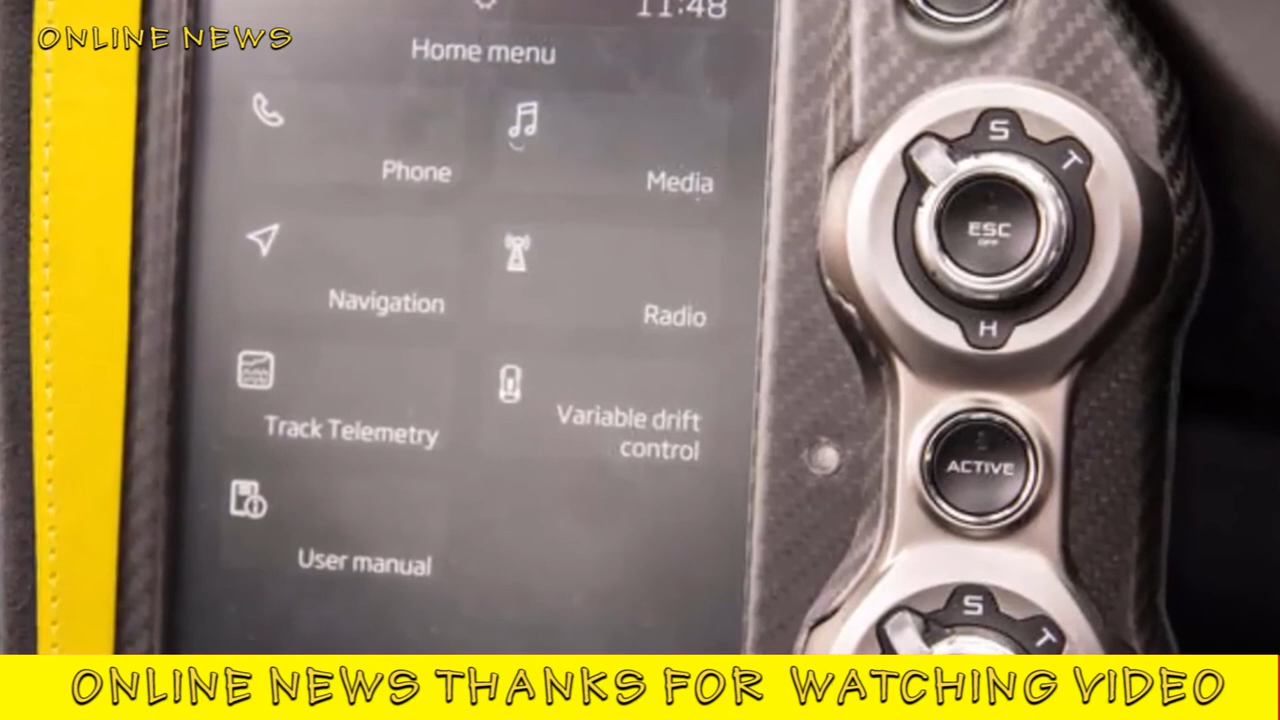 ONLINE NEWS
11:48
Home menu
Phone
Media
Navigation
Radio
Track Telemetry
Variable drift
control
User manual
S
T
ESC
OFF
H
ACTIVE
S
T
ONLINE NEWS THANKS FOR WATCHING VIDEO